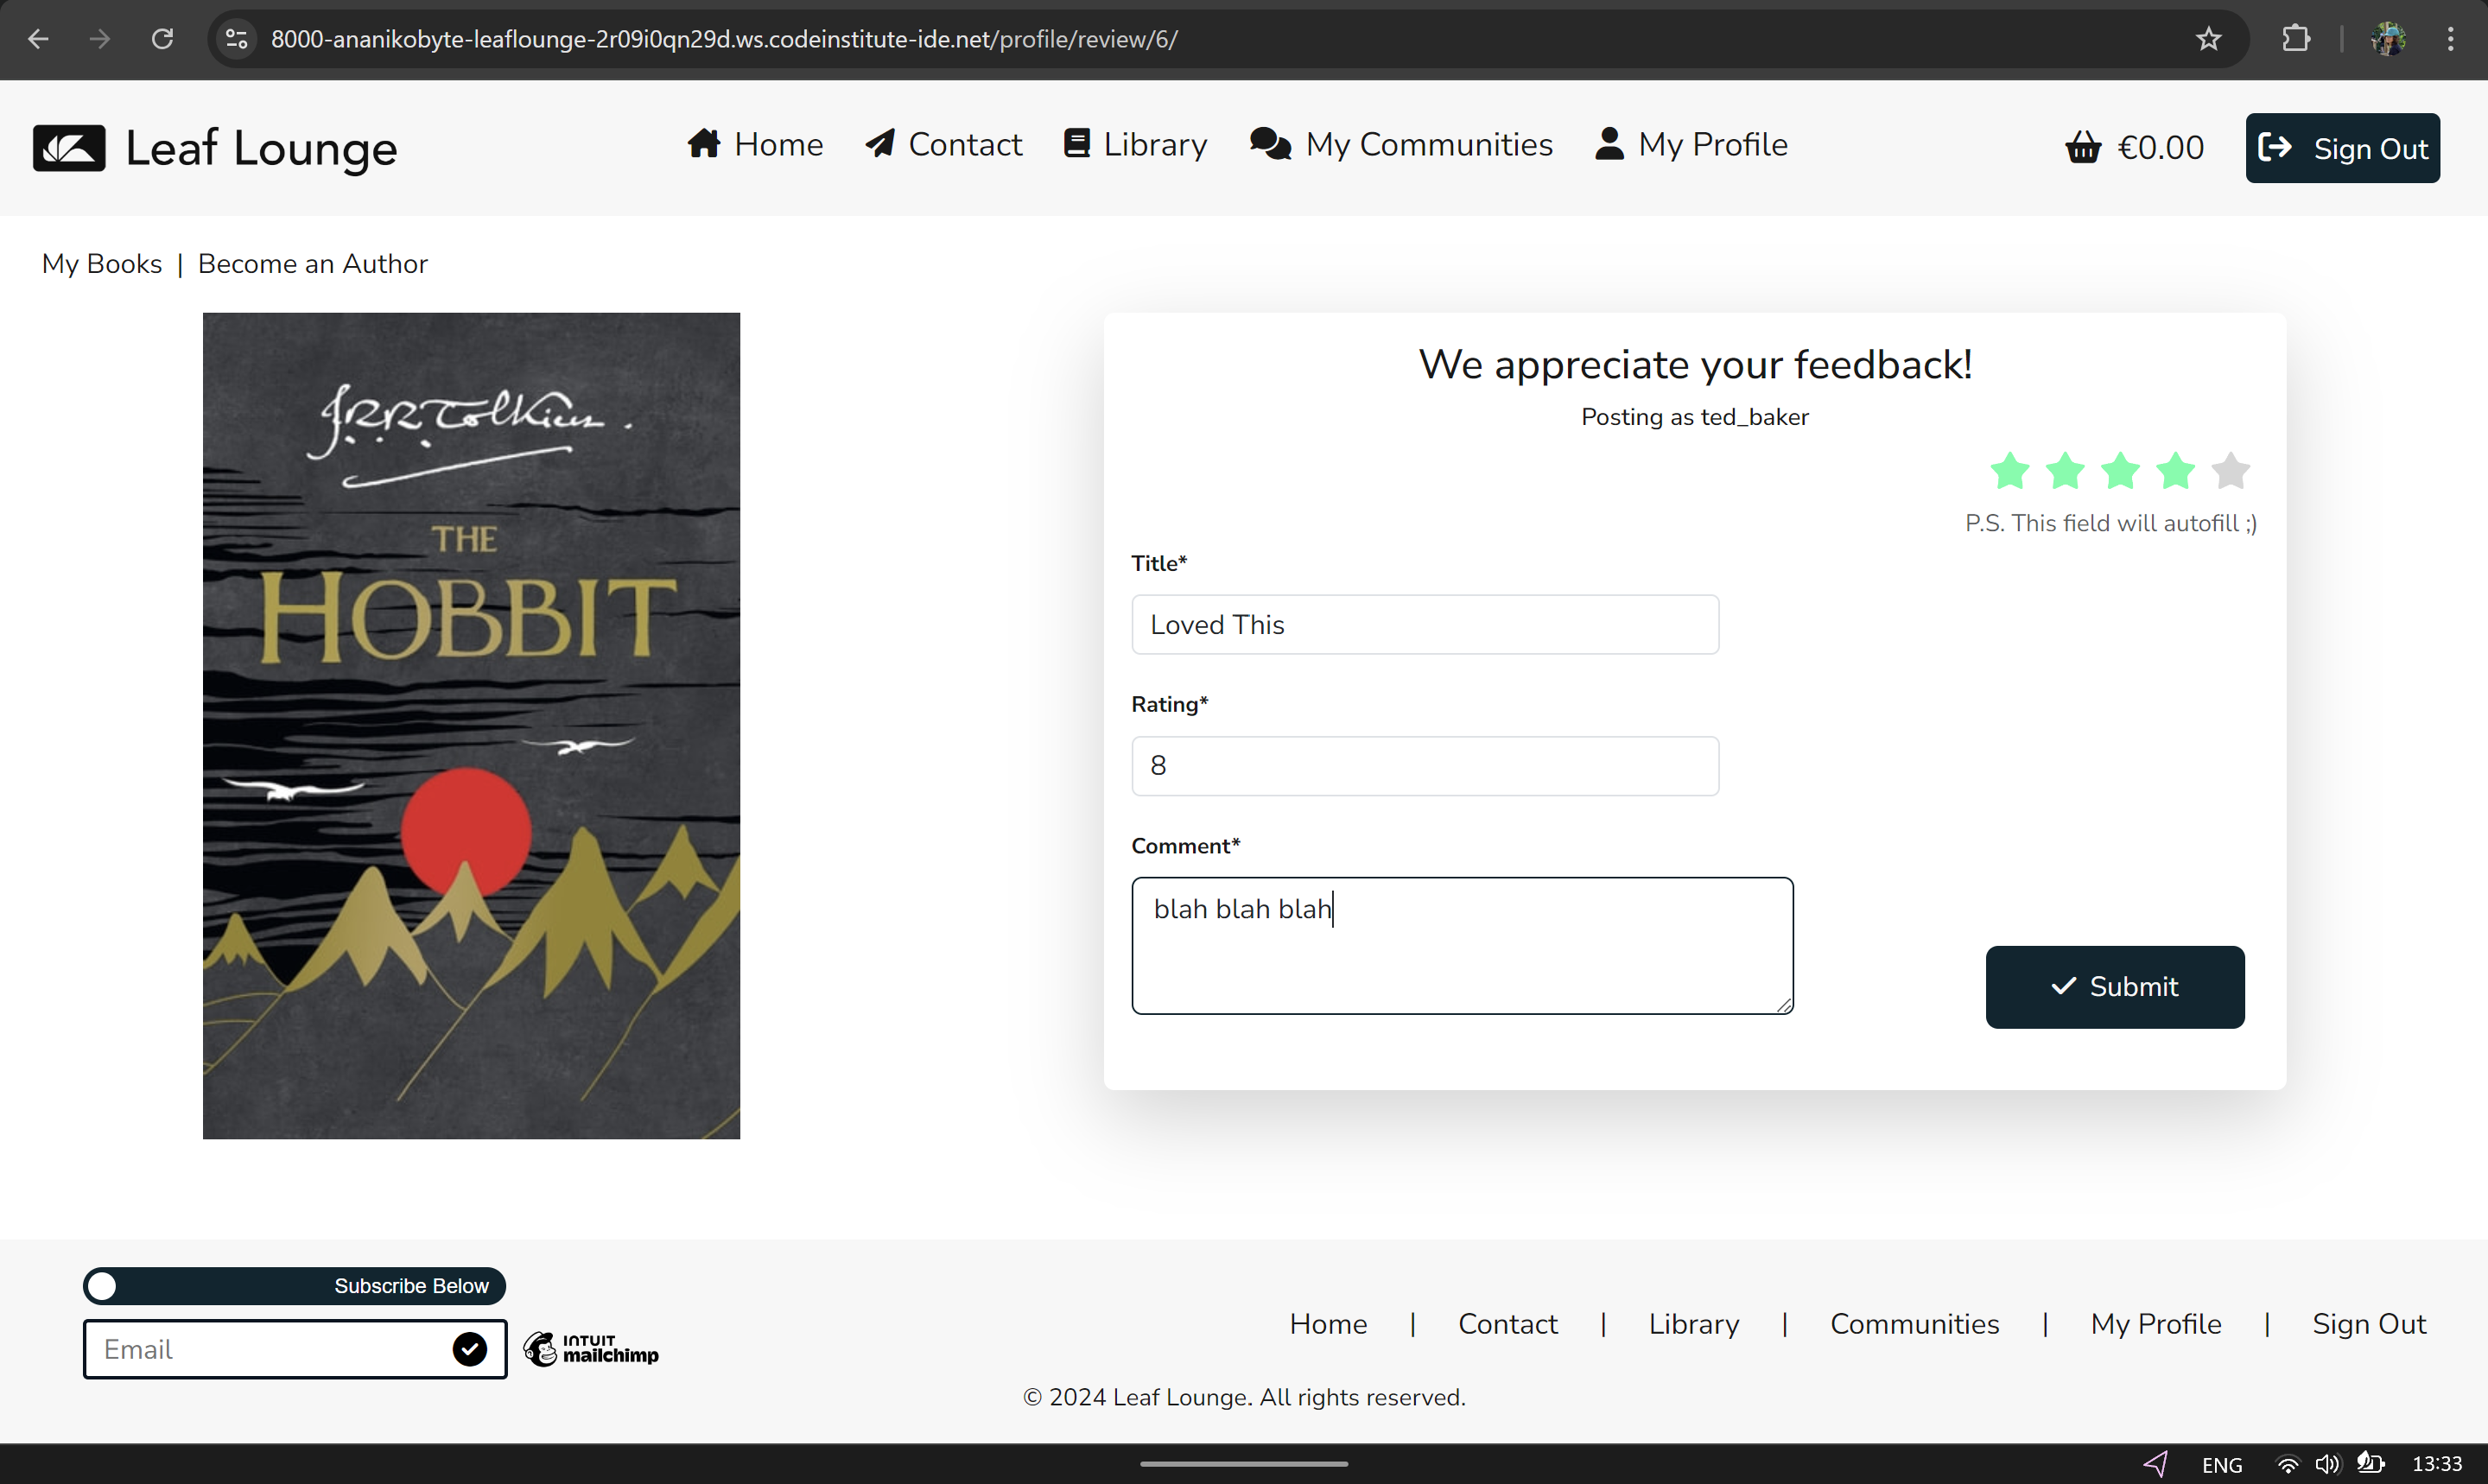 8000-ananikobyte-leaflounge-2r09i0qn29d.ws.codeinstitute-ide.net/profile/review/6/
Leaf Lounge
Home
Contact
Library
My Communities
My Profile
€0.00
Sign Out
My Books | Become an Author
J.R.R. Tolkien.
THE
HOBBIT
We appreciate your feedback!
Posting as ted_baker
P.S. This field will autofill ;)
Title*
Loved This
Rating*
8
Comment*
blah blah blah
Submit
Subscribe Below
Email
INTUIT
mailchimp
Home | Contact | Library | Communities | My Profile | Sign Out
© 2024 Leaf Lounge. All rights reserved.
ENG
13:33